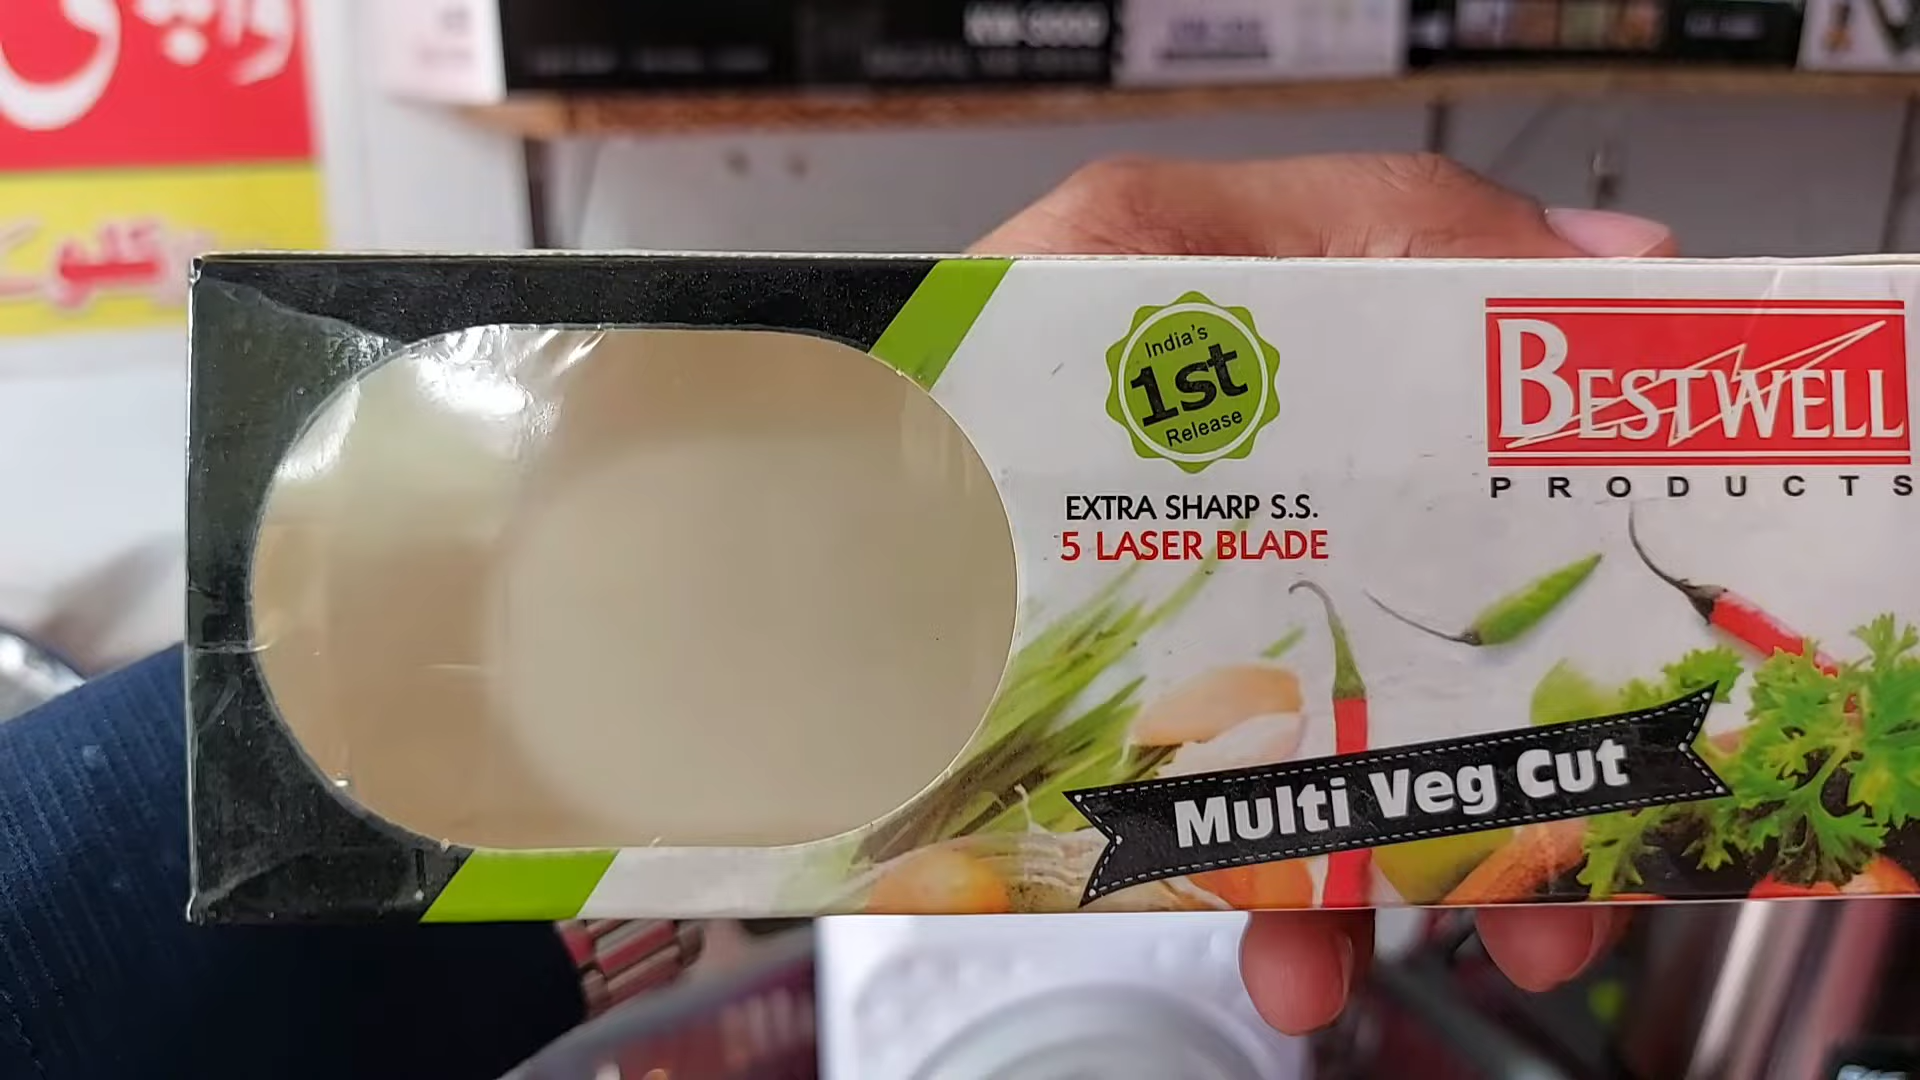 India's
1st
Release
BESTWELL
PRODUCTS
EXTRA SHARP S.S.
5 LASER BLADE
Multi Veg Cut